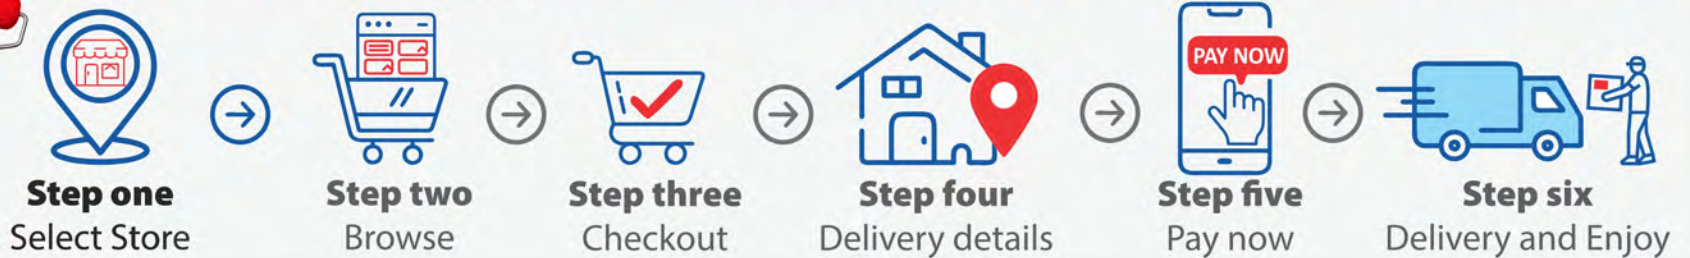 PAY NOW
Step one
Select Store
Step two
Browse
Step three
Checkout
Step four
Delivery details
Step five
Pay now
Step six
Delivery and Enjoy